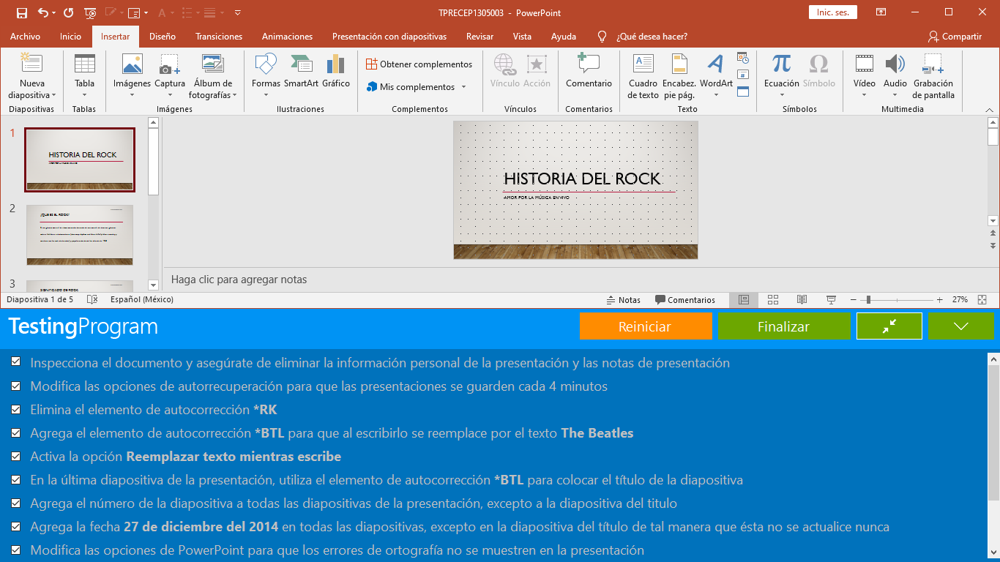 TPRECEP1305003 - PowerPoint
Inic. ses.
Archivo Inicio Insertar Diseño Transiciones Animaciones Presentación con diapositivas Revisar Vista Ayuda ¿Qué desea hacer? Compartir
Nueva diapositiva
Tabla
Imágenes Captura Álbum de fotografías
Formas SmartArt Gráfico
Obtener complementos
Mis complementos
Vínculo Acción
Comentario
Cuadro de texto
Encabez. pie pág.
WordArt
Ecuación Símbolo
Vídeo Audio Grabación de pantalla
Diapositivas Tablas Imágenes Ilustraciones Complementos Vínculos Comentarios Texto Símbolos Multimedia
1
HISTORIA DEL ROCK
2
¿QUÉ ES EL ROCK?
3
SIGNIFICADO DE ROCK
HISTORIA DEL ROCK
AMOR POR LA MÚSICA EN VIVO
Haga clic para agregar notas
Diapositiva 1 de 5 Español (México) Notas Comentarios 27%
TestingProgram
Reiniciar
Finalizar
Inspecciona el documento y asegúrate de eliminar la información personal de la presentación y las notas de presentación
Modifica las opciones de autorrecuperación para que las presentaciones se guarden cada 4 minutos
Elimina el elemento de autocorrección *RK
Agrega el elemento de autocorrección *BTL para que al escribirlo se reemplace por el texto The Beatles
Activa la opción Reemplazar texto mientras escribe
En la última diapositiva de la presentación, utiliza el elemento de autocorrección *BTL para colocar el título de la diapositiva
Agrega el número de la diapositiva a todas las diapositivas de la presentación, excepto a la diapositiva del titulo
Agrega la fecha 27 de diciembre del 2014 en todas las diapositivas, excepto en la diapositiva del título de tal manera que ésta no se actualice nunca
Modifica las opciones de PowerPoint para que los errores de ortografía no se muestren en la presentación